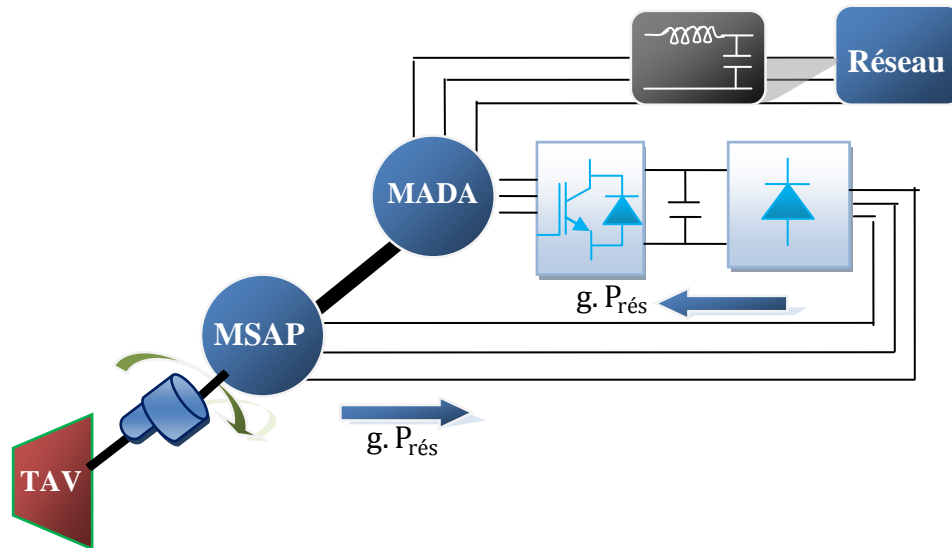 Réseau
MADA
g. Prés
MSAP
g. Prés
TAV